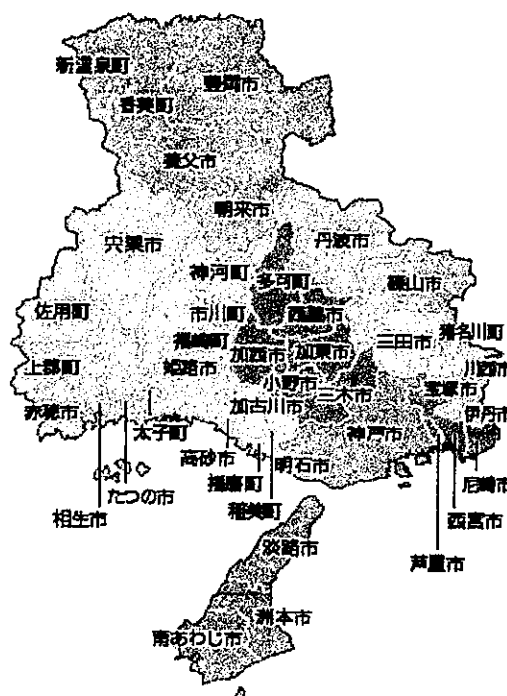 新温泉町
豊岡市
香美町
養父市
朝来市
宍粟市
丹波市
神河町
多可町
篠山市
佐用町
市川町
西脇市
猪名川町
福崎町
加西市
加東市
三田市
上郡町
姫路市
川西市
小野市
宝塚市
三木市
赤穂市
加古川市
伊丹市
太子町
神戸市
高砂市
明石市
播磨町
尼崎市
たつの市
稲美町
相生市
西宮市
芦屋市
淡路市
洲本市
南あわじ市